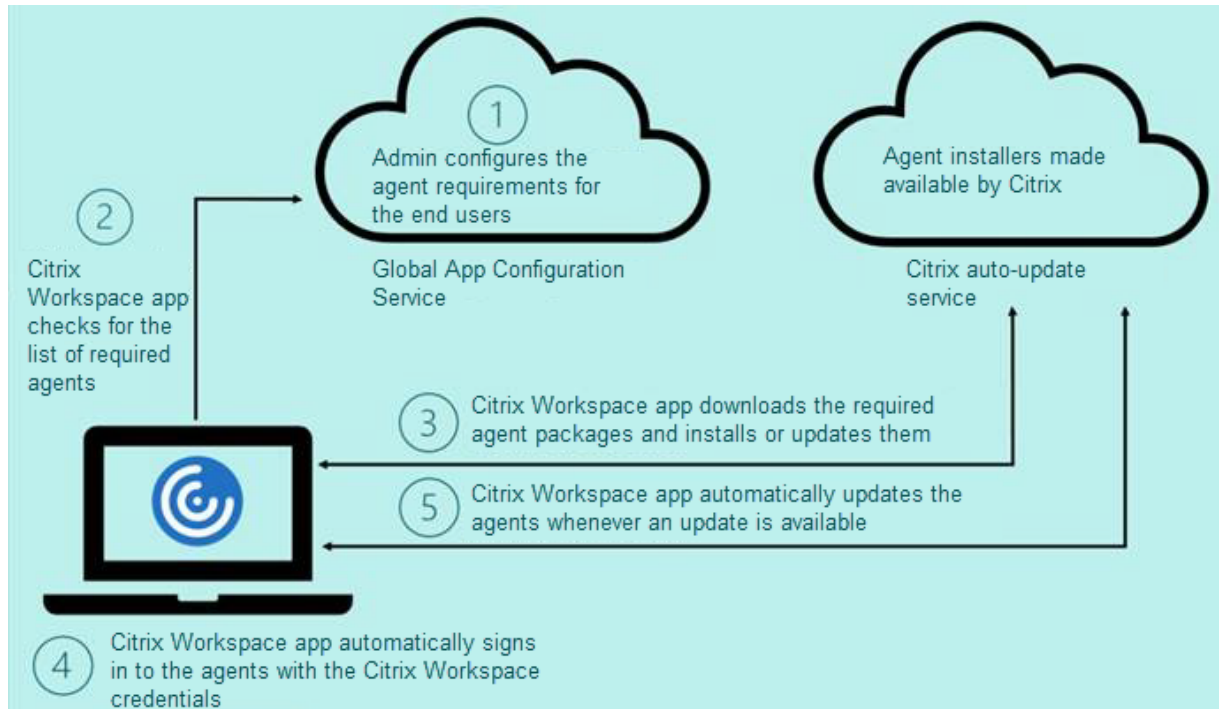 1
Admin configures the
agent requirements for
the end users
Global App Configuration
Service
Agent installers made
available by Citrix
Citrix auto-update
service
2
Citrix
Workspace app
checks for the
list of required
agents
3
Citrix Workspace app downloads the required
agent packages and installs or updates them
5
Citrix Workspace app automatically updates the
agents whenever an update is available
4
Citrix Workspace app automatically signs
in to the agents with the Citrix Workspace
credentials